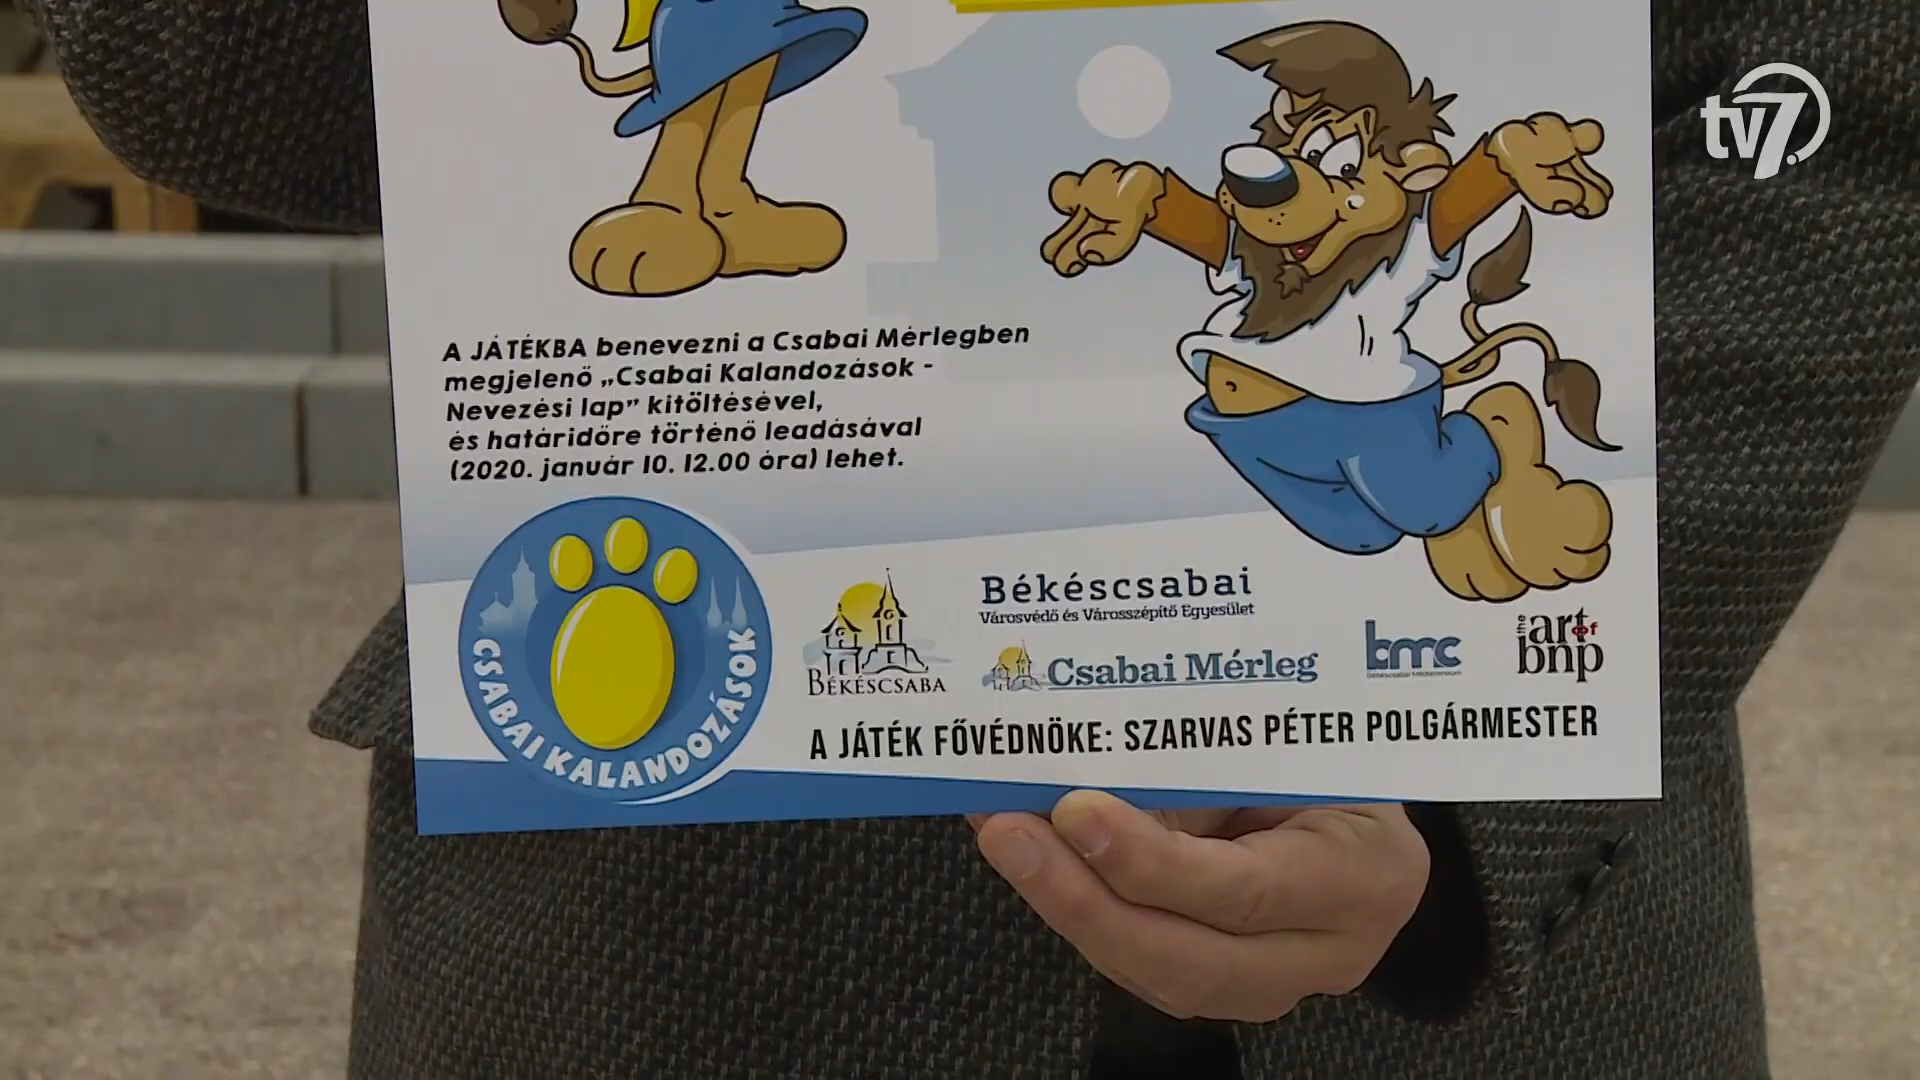 tv7.
A JÁTÉKBA benevezni a Csabai Mérlegben
megjelenő „Csabai Kalandozások -
Nevezési lap” kitöltésével,
és határidőre történő leadásával
(2020. január 10. 12.00 óra) lehet.
CSABAI KALANDOZÁSOK
BÉKÉSCSABA
Békéscsabai
Városvédő és Városszépítő Egyesület
Csabai Mérleg
bmc
Békéscsabai Médiacentrum
the art of
bnp
A JÁTÉK FŐVÉDNÖKE: SZARVAS PÉTER POLGÁRMESTER